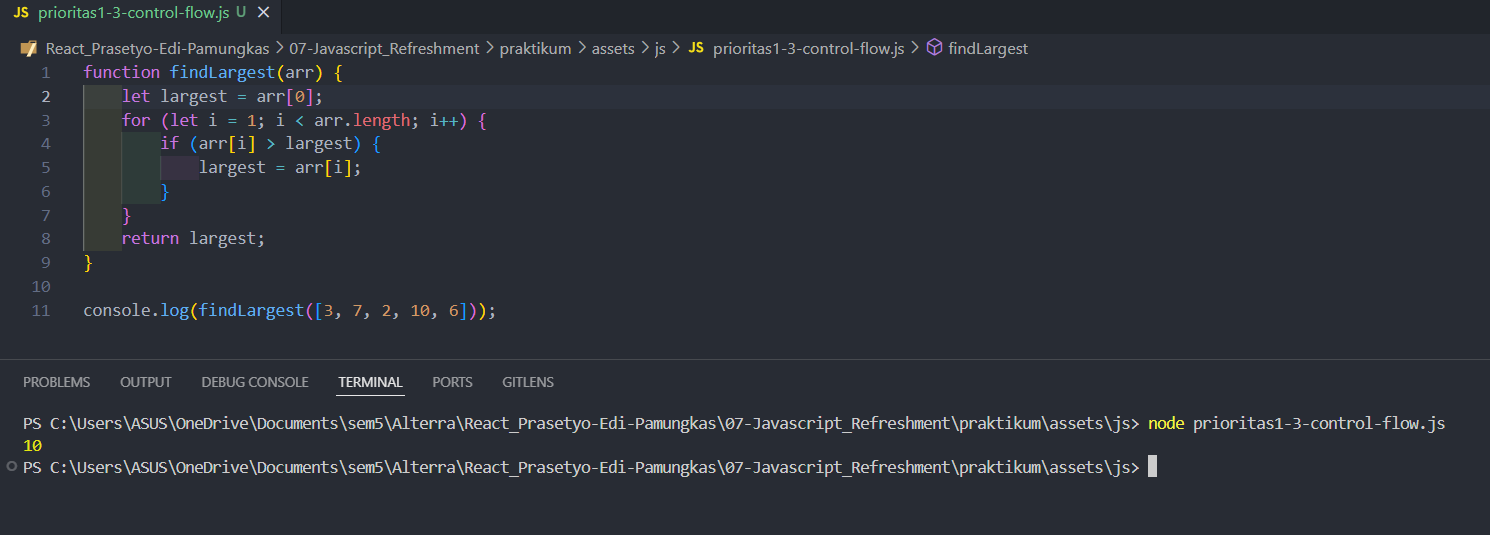 JS prioritas1-3-control-flow.js U ×
React_Prasetyo-Edi-Pamungkas > 07-Javascript_Refreshment > praktikum > assets > js > JS prioritas1-3-control-flow.js > findLargest
1 function findLargest(arr) {
2 let largest = arr[0];
3 for (let i = 1; i < arr.length; i++) {
4 if (arr[i] > largest) {
5 largest = arr[i];
6 }
7 }
8 return largest;
9 }
10
11 console.log(findLargest([3, 7, 2, 10, 6]));
PROBLEMS OUTPUT DEBUG CONSOLE TERMINAL PORTS GITLENS
PS C:\Users\ASUS\OneDrive\Documents\sem5\Alterra\React_Prasetyo-Edi-Pamungkas\07-Javascript_Refreshment\praktikum\assets\js> node prioritas1-3-control-flow.js
10
PS C:\Users\ASUS\OneDrive\Documents\sem5\Alterra\React_Prasetyo-Edi-Pamungkas\07-Javascript_Refreshment\praktikum\assets\js>